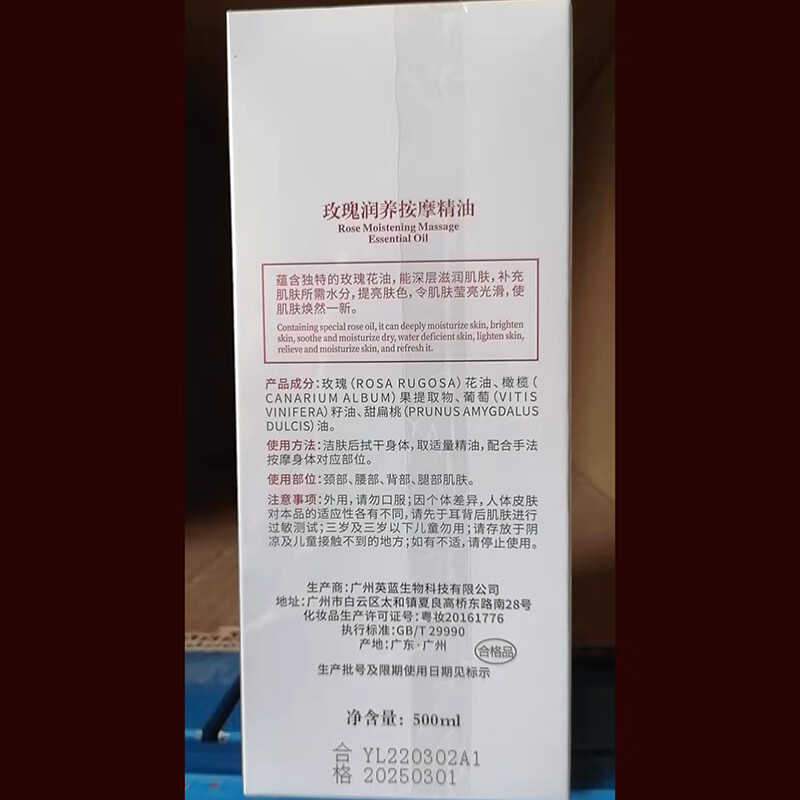 玫瑰润养按摩精油
Rose Moistening Massage
Essential Oil
蕴含独特的玫瑰花油,能深层滋润肌肤,补充
肌肤所需水分,提亮肤色,令肌肤莹亮光滑,使
肌肤焕然一新。
Containing special rose oil, it can deeply moisturize skin, brighten
skin, soothe and moisturize dry, water deficient skin, lighten skin,
relieve and moisturize skin, and refresh it.
产品成分:玫瑰(ROSA RUGOSA)花油、橄榄(
CANARIUM ALBUM)果提取物、葡萄(VITIS
VINIFERA)籽油、甜扁桃(PRUNUS AMYGDALUS
DULCIS)油。
使用方法:洁肤后拭干身体,取适量精油,配合手法
按摩身体对应部位。
使用部位:颈部、腰部、背部、腿部肌肤。
注意事项:外用,请勿口服;因个体差异,人体皮肤
对本品的适应性各有不同,请先于耳背后肌肤进行
过敏测试;三岁及三岁以下儿童勿用;请存放于阴
凉及儿童接触不到的地方;如有不适,请停止使用。
生产商:广州英蓝生物科技有限公司
地址:广州市白云区太和镇夏良高桥东路南28号
化妆品生产许可证号:粤妆20161776
执行标准:GB/T 29990
产地:广东·广州
合格品
生产批号及限期使用日期见标示
净含量:500ml
合格 YL220302A1
20250301